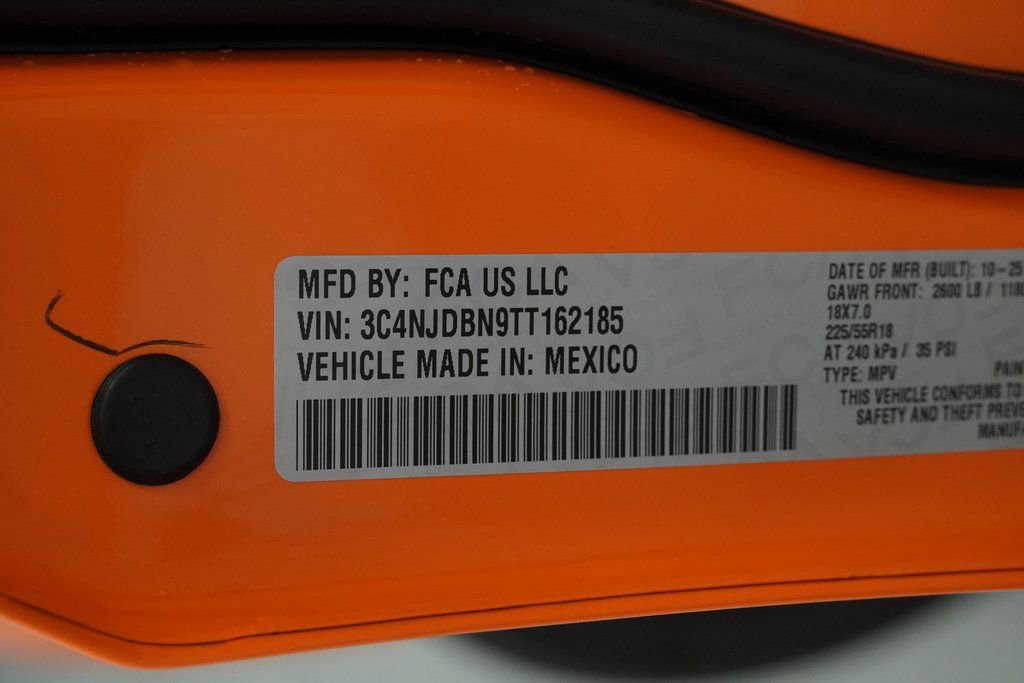 MFD BY: FCA US LLC
VIN: 3C4NJDBN9TT162185
VEHICLE MADE IN: MEXICO
DATE OF MFR (BUILT): 10-25
GAWR FRONT: 2600 LB /
18X7.0
225/55R18
AT 240 kPa / 35 PSI
TYPE: MPV
THIS VEHICLE CONFORMS TO
SAFETY AND THEFT